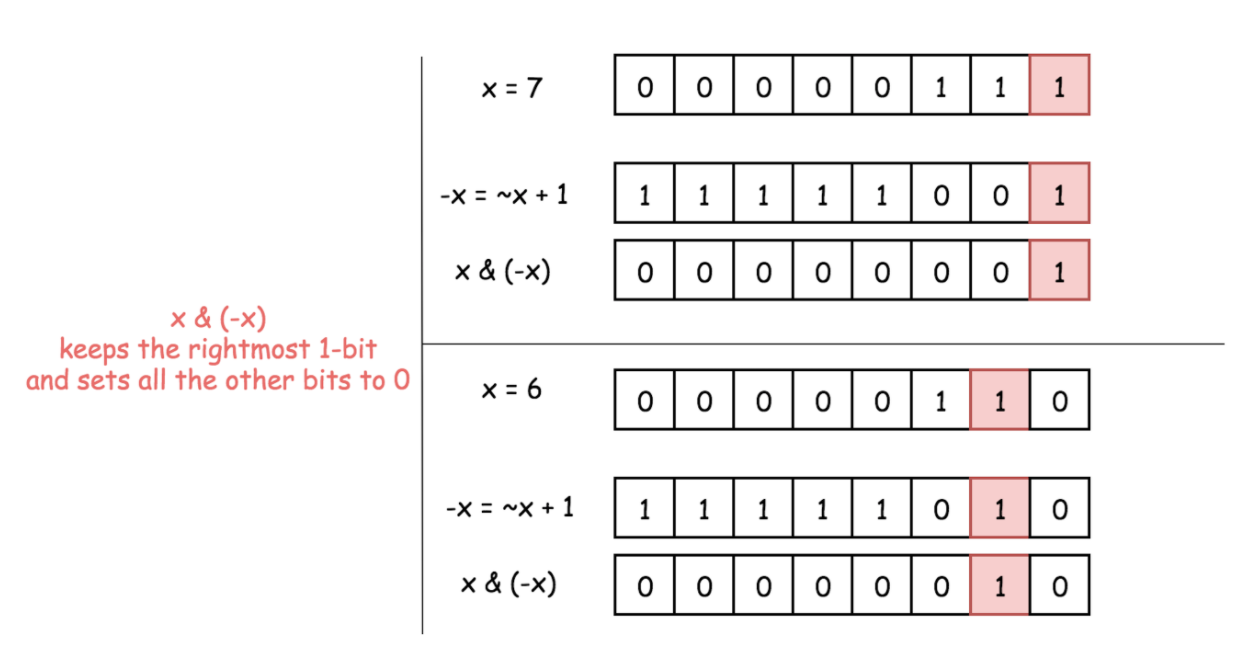 x = 7 0 0 0 0 0 1 1 1
-x = ~x + 1 1 1 1 1 1 0 0 1
x & (-x) 0 0 0 0 0 0 0 1
x & (-x)
keeps the rightmost 1-bit
and sets all the other bits to 0
x = 6 0 0 0 0 0 1 1 0
-x = ~x + 1 1 1 1 1 1 0 1 0
x & (-x) 0 0 0 0 0 0 1 0